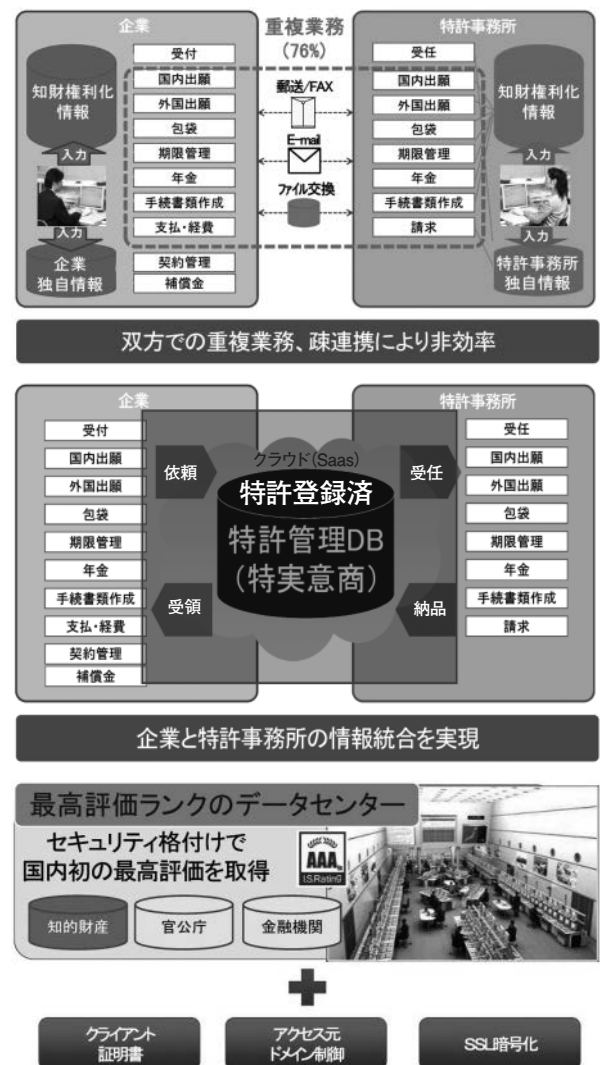 企業
重複業務
(76%)
特許事務所
知財権利化
情報
入力
入力
企業
独自情報
受付
国内出願
外国出願
包袋
期限管理
年金
手続書類作成
支払・経費
契約管理
補償金
郵送/FAX
E-mail
ファイル交換
受任
国内出願
外国出願
包袋
期限管理
年金
手続書類作成
請求
知財権利化
情報
入力
入力
特許事務所
独自情報
双方での重複業務、疎連携により非効率
企業
特許事務所
受付
国内出願
外国出願
包袋
期限管理
年金
手続書類作成
支払・経費
契約管理
補償金
依頼
受領
クラウド(Saas)
特許登録済
特許管理DB
(特実意商)
受任
納品
受任
国内出願
外国出願
包袋
期限管理
年金
手続書類作成
請求
企業と特許事務所の情報統合を実現
最高評価ランクのデータセンター
セキュリティ格付けで
国内初の最高評価を取得
AAA
I.S.Rating
知的財産
官公庁
金融機関
クライアント
証明書
アクセス元
ドメイン制御
SSL暗号化